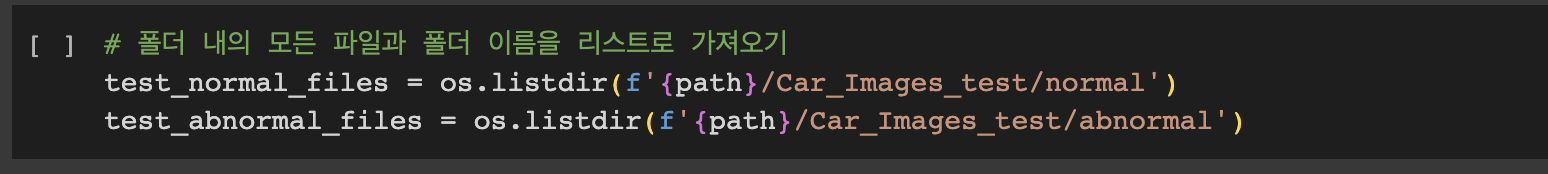 [ ] # 폴더 내의 모든 파일과 폴더 이름을 리스트로 가져오기
test_normal_files = os.listdir(f'{path}/Car_Images_test/normal')
test_abnormal_files = os.listdir(f'{path}/Car_Images_test/abnormal')